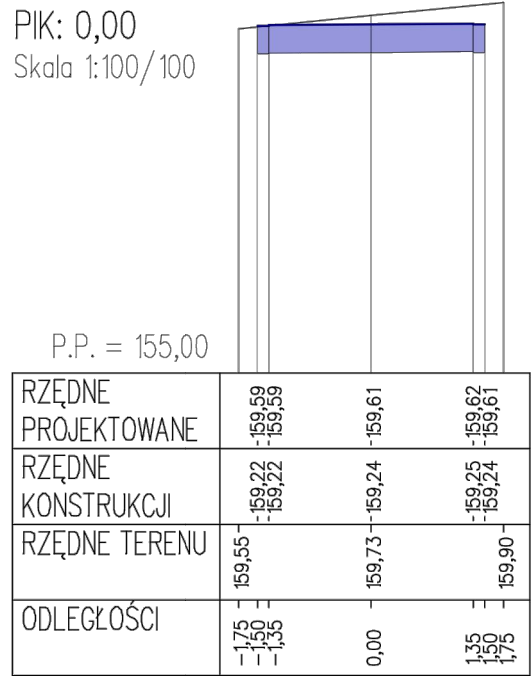 PIK: 0,00
Skala 1:100/100
P.P. = 155,00
RZĘDNE PROJEKTOWANE
159,59 159,59 159,61 159,62 159,61
RZĘDNE KONSTRUKCJI
159,22 159,22 159,24 159,25 159,24
RZĘDNE TERENU
159,55 159,73 159,90
ODLEGŁOŚCI
-1,75 -1,50 -1,35 0,00 1,35 1,50 1,75